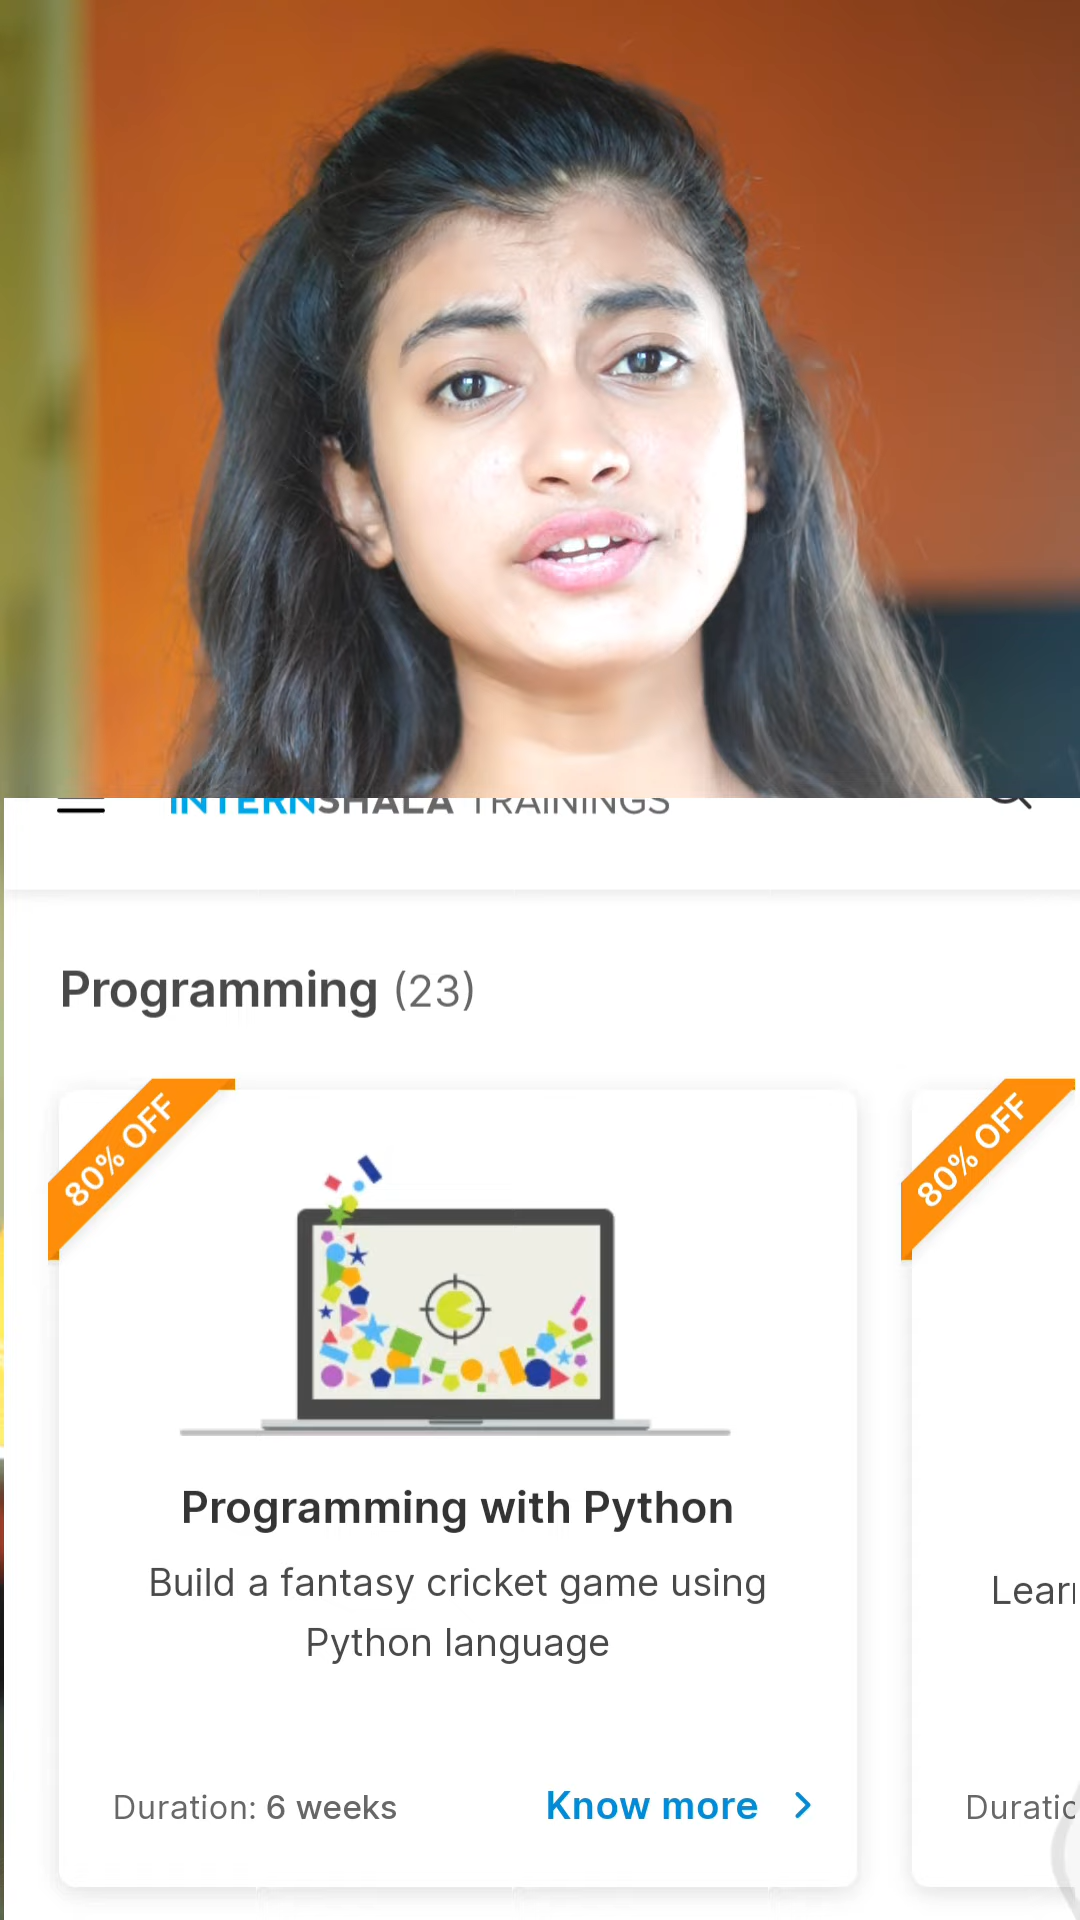 INTERNSHALA TRAININGS
Programming (23)
80% OFF
80% OFF
Programming with Python
Build a fantasy cricket game using
Python language
Duration: 6 weeks
Know more